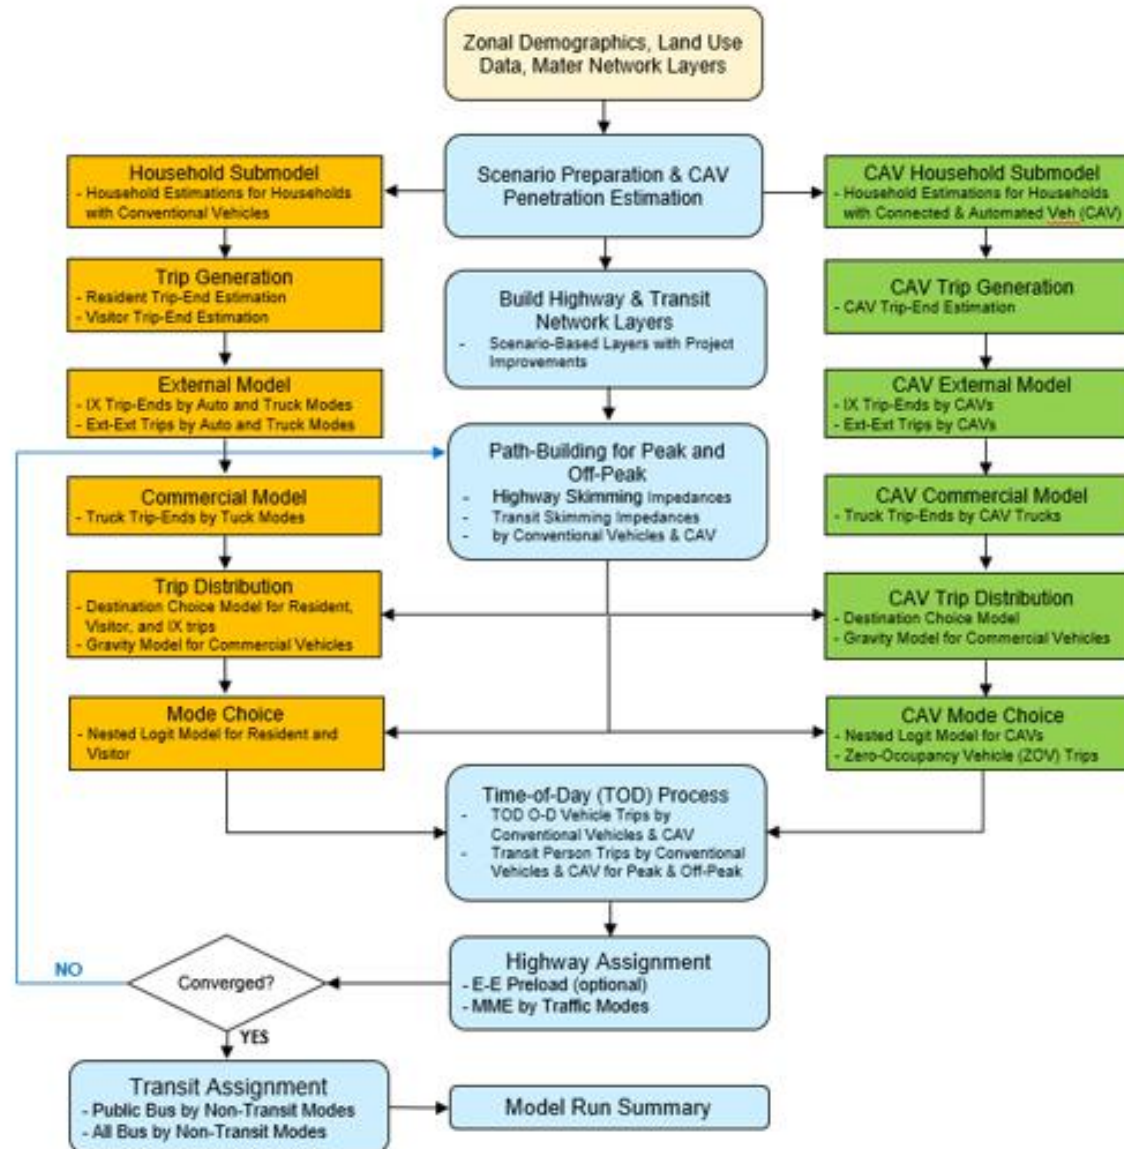 Zonal Demographics, Land Use
Data, Mater Network Layers
Scenario Preparation & CAV
Penetration Estimation
Household Submodel
- Household Estimations for Households
with Conventional Vehicles
CAV Household Submodel
- Household Estimations for Households
with Connected & Automated Veh (CAV)
Trip Generation
- Resident Trip-End Estimation
- Visitor Trip-End Estimation
Build Highway & Transit
Network Layers
- Scenario-Based Layers with Project
Improvements
CAV Trip Generation
- CAV Trip-End Estimation
External Model
- IX Trip-Ends by Auto and Truck Modes
- Ext-Ext Trips by Auto and Truck Modes
CAV External Model
- IX Trip-Ends by CAVs
- Ext-Ext Trips by CAVs
Path-Building for Peak and
Off-Peak
- Highway Skimming Impedances
- Transit Skimming Impedances
- by Conventional Vehicles & CAV
Commercial Model
- Truck Trip-Ends by Tuck Modes
CAV Commercial Model
- Truck Trip-Ends by CAV Trucks
Trip Distribution
- Destination Choice Model for Resident,
Visitor, and IX trips
- Gravity Model for Commercial Vehicles
CAV Trip Distribution
- Destination Choice Model
- Gravity Model for Commercial Vehicles
Mode Choice
- Nested Logit Model for Resident and
Visitor
CAV Mode Choice
- Nested Logit Model for CAVs
- Zero-Occupancy Vehicle (ZOV) Trips
Time-of-Day (TOD) Process
- TOD O-D Vehicle Trips by
Conventional Vehicles & CAV
- Transit Person Trips by Conventional
Vehicles & CAV for Peak & Off-Peak
Highway Assignment
- E-E Preload (optional)
- MME by Traffic Modes
Converged?
NO
YES
Transit Assignment
- Public Bus by Non-Transit Modes
- All Bus by Non-Transit Modes
Model Run Summary